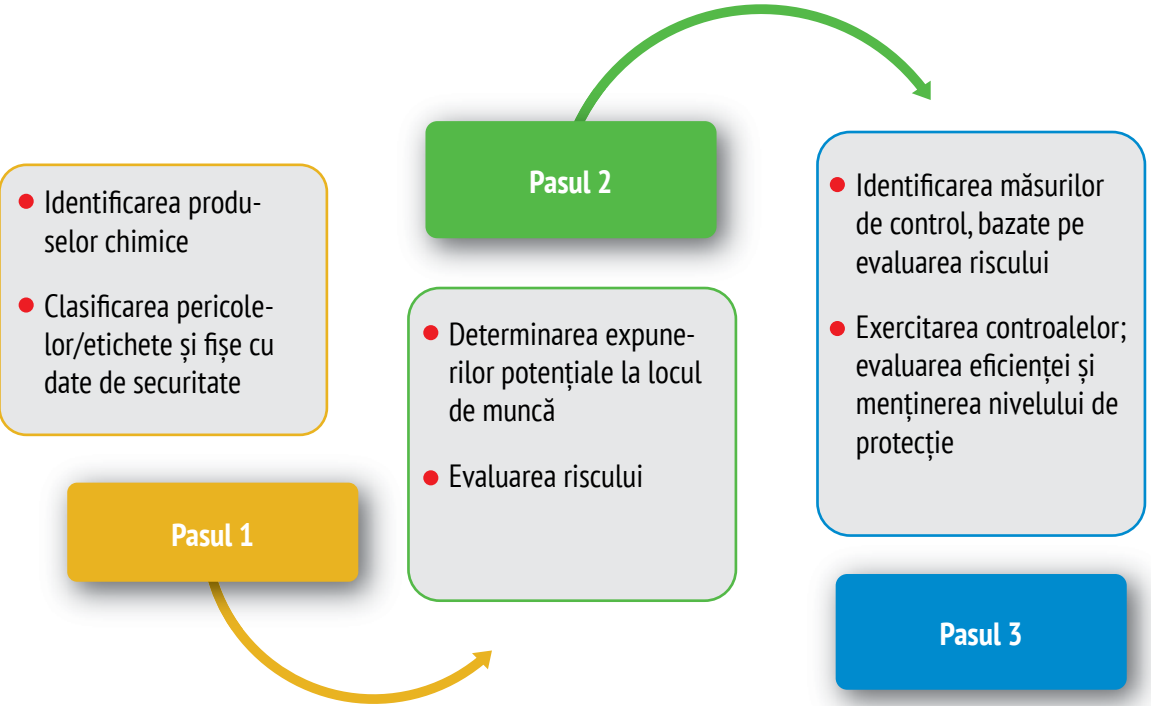 Identificarea produ-
selor chimice
Clasificarea pericole-
lor/etichete și fișe cu
date de securitate
Pasul 1
Pasul 2
Determinarea expune-
rilor potențiale la locul
de muncă
Evaluarea riscului
Identificarea măsurilor
de control, bazate pe
evaluarea riscului
Exercitarea controalelor;
evaluarea eficienței și
menținerea nivelului de
protecție
Pasul 3